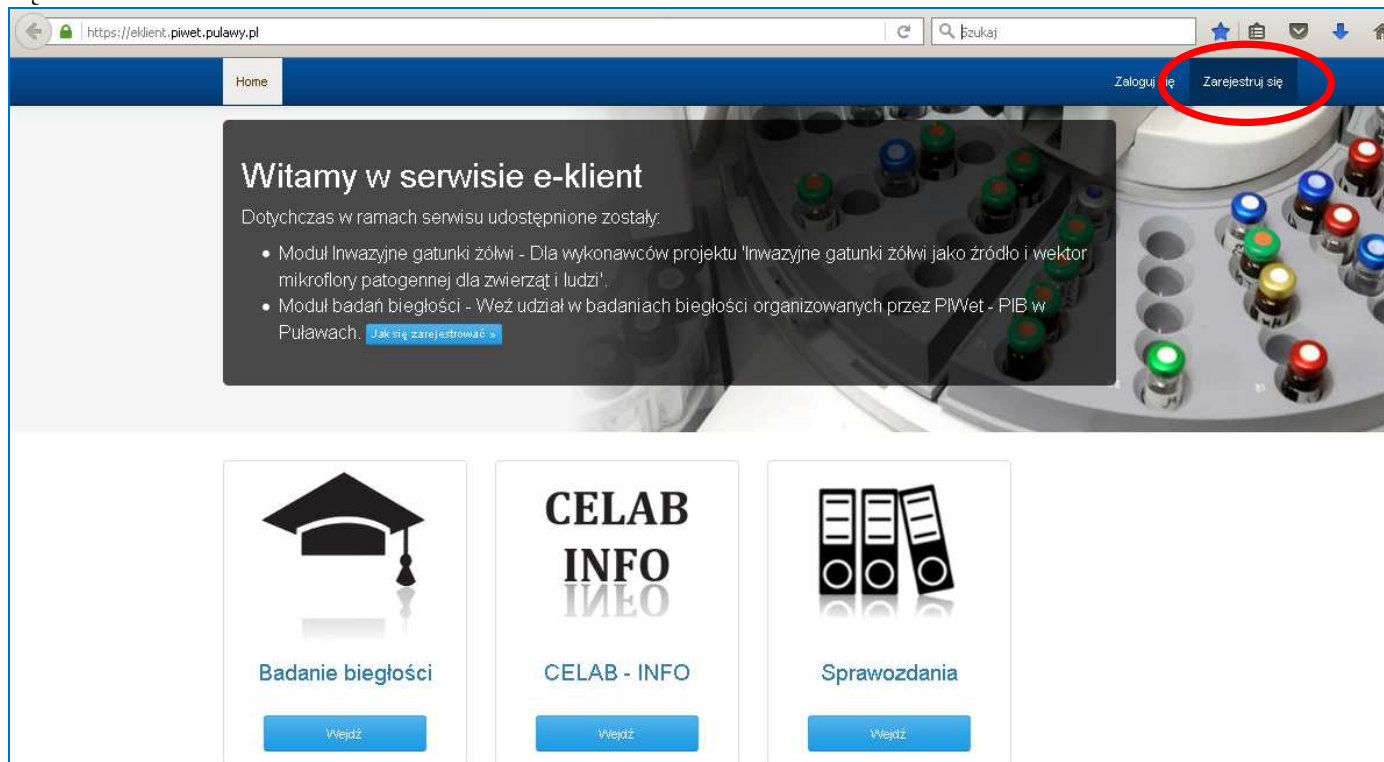 https://eklient.piwet.pulawy.pl
Szukaj
Home
Zaloguj się
Zarejestruj się
Witamy w serwisie e-klient
Dotychczas w ramach serwisu udostępnione zostały:
• Moduł Inwazyjne gatunki żółwi - Dla wykonawców projektu 'Inwazyjne gatunki żółwi jako źródło i wektor
mikroflory patogennej dla zwierząt i ludzi'.
• Moduł badań biegłości - Weź udział w badaniach biegłości organizowanych przez PIWet - PIB w
Puławach. Jak się zarejestrować »
CELAB
INFO
Badanie biegłości
CELAB - INFO
Sprawozdania
Wejdź
Wejdź
Wejdź